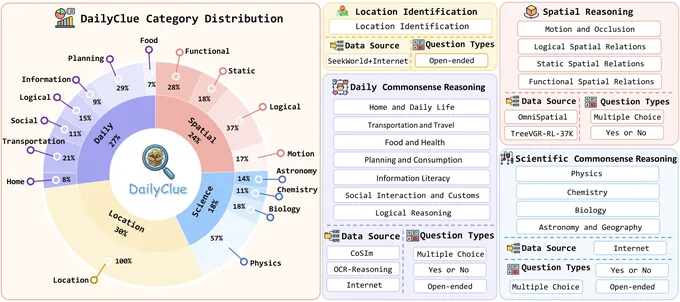 DailyClue Category Distribution
Food
7%
Functional
28%
Static
18%
Logical
37%
Motion
17%
Spatial
24%
Astronomy
14%
Chemistry
11%
Biology
18%
Physics
57%
Science
18%
Location
100%
Location
30%
Home
8%
Transportation
21%
Social
11%
Logical
15%
Information
9%
Planning
29%
Daily
27%
DailyClue
Location Identification
Location Identification
Data Source
Question Types
SeekWorld+Internet
Open-ended
Daily Commonsense Reasoning
Home and Daily Life
Transportation and Travel
Food and Health
Planning and Consumption
Information Literacy
Social Interaction and Customs
Logical Reasoning
Data Source
Question Types
CoSIm
Multiple Choice
OCR-Reasoning
Yes or No
Internet
Open-ended
Spatial Reasoning
Motion and Occlusion
Logical Spatial Relations
Static Spatial Relations
Functional Spatial Relations
Data Source
Question Types
OmniSpatial
Multiple Choice
TreeVGR-RL-37K
Yes or No
Scientific Commonsense Reasoning
Physics
Chemistry
Biology
Astronomy and Geography
Data Source
Internet
Question Types
Yes or No
Multiple Choice
Open-ended